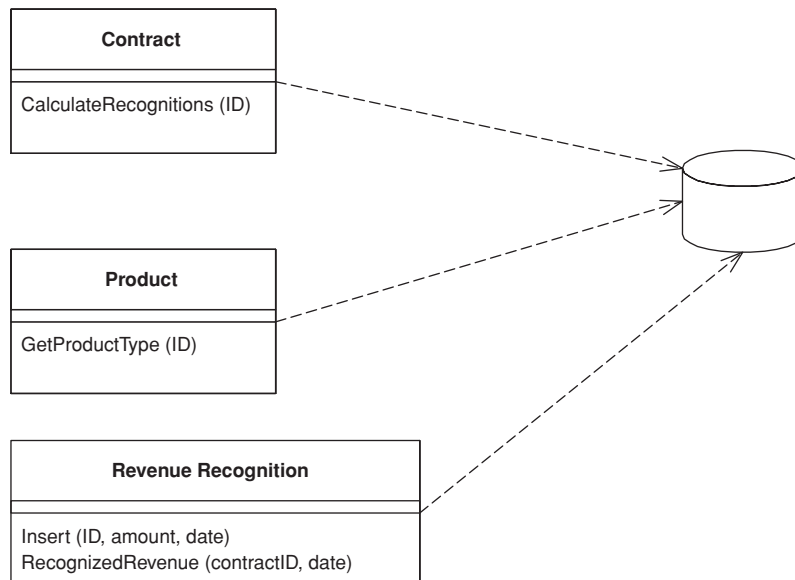 Contract
CalculateRecognitions (ID)
Product
GetProductType (ID)
Revenue Recognition
Insert (ID, amount, date)
RecognizedRevenue (contractID, date)